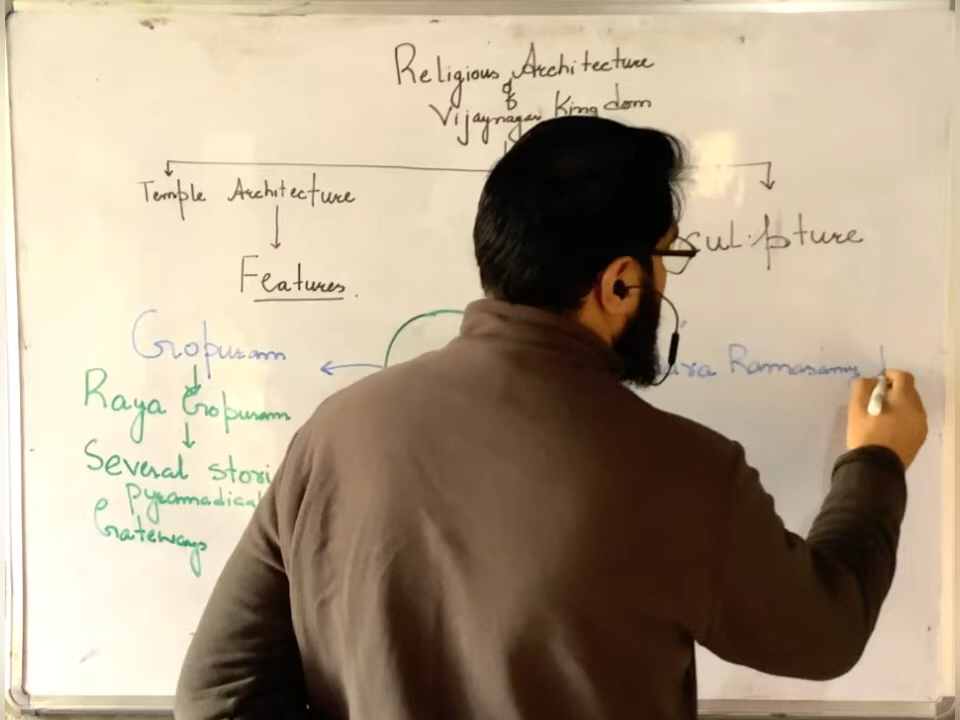 Religious Architecture
of
Vijaynagar Kingdom
Temple Architecture
sculpture
Features
Gopuram
Ramasamy
Raya Gopuram
Several stori
Pyramadical
Gateways